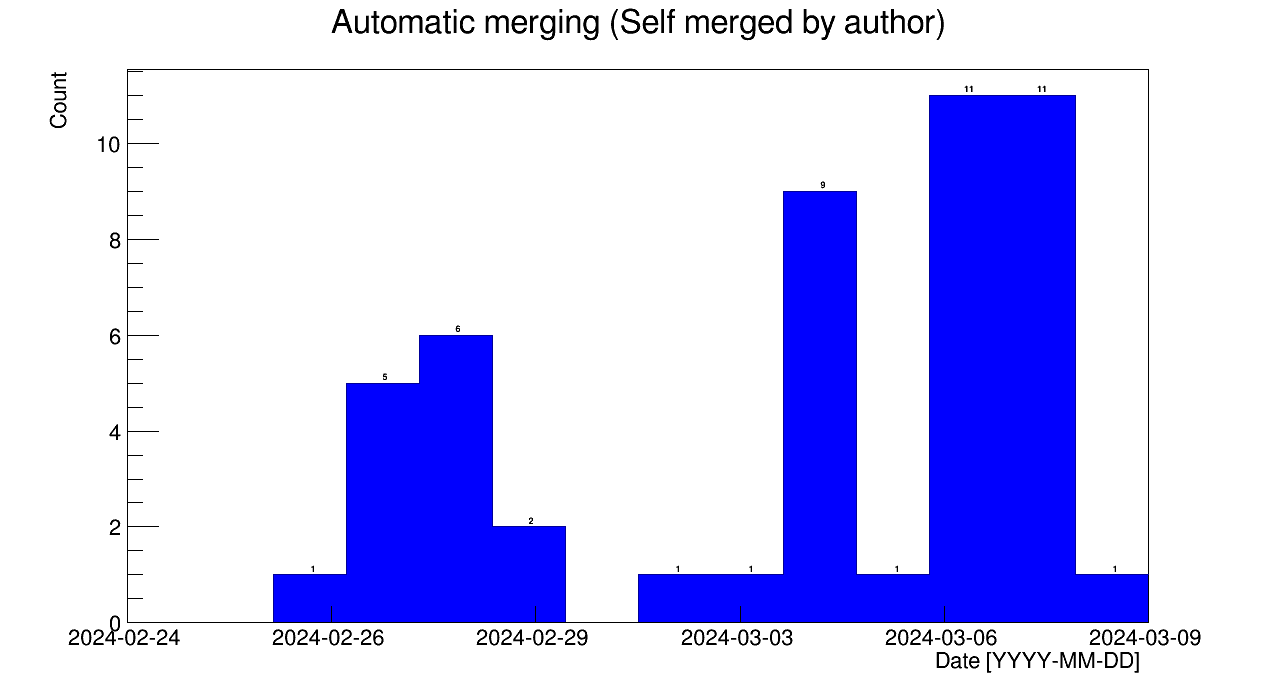 Automatic merging (Self merged by author)
Count
11 11
10
9
8
6
6
5
4
2
2
1 1 1 1 1
0
2024-02-24 2024-02-26 2024-02-29 2024-03-03 2024-03-06 2024-03-09
Date [YYYY-MM-DD]